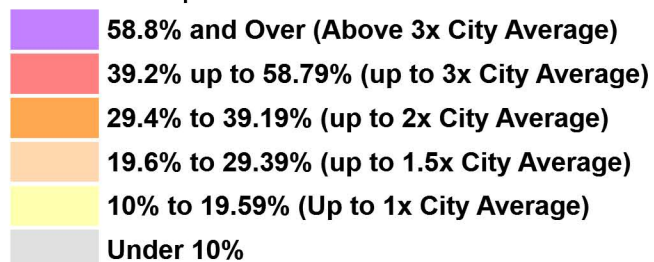 58.8% and Over (Above 3x City Average)
39.2% up to 58.79% (up to 3x City Average)
29.4% to 39.19% (up to 2x City Average)
19.6% to 29.39% (up to 1.5x City Average)
10% to 19.59% (Up to 1x City Average)
Under 10%